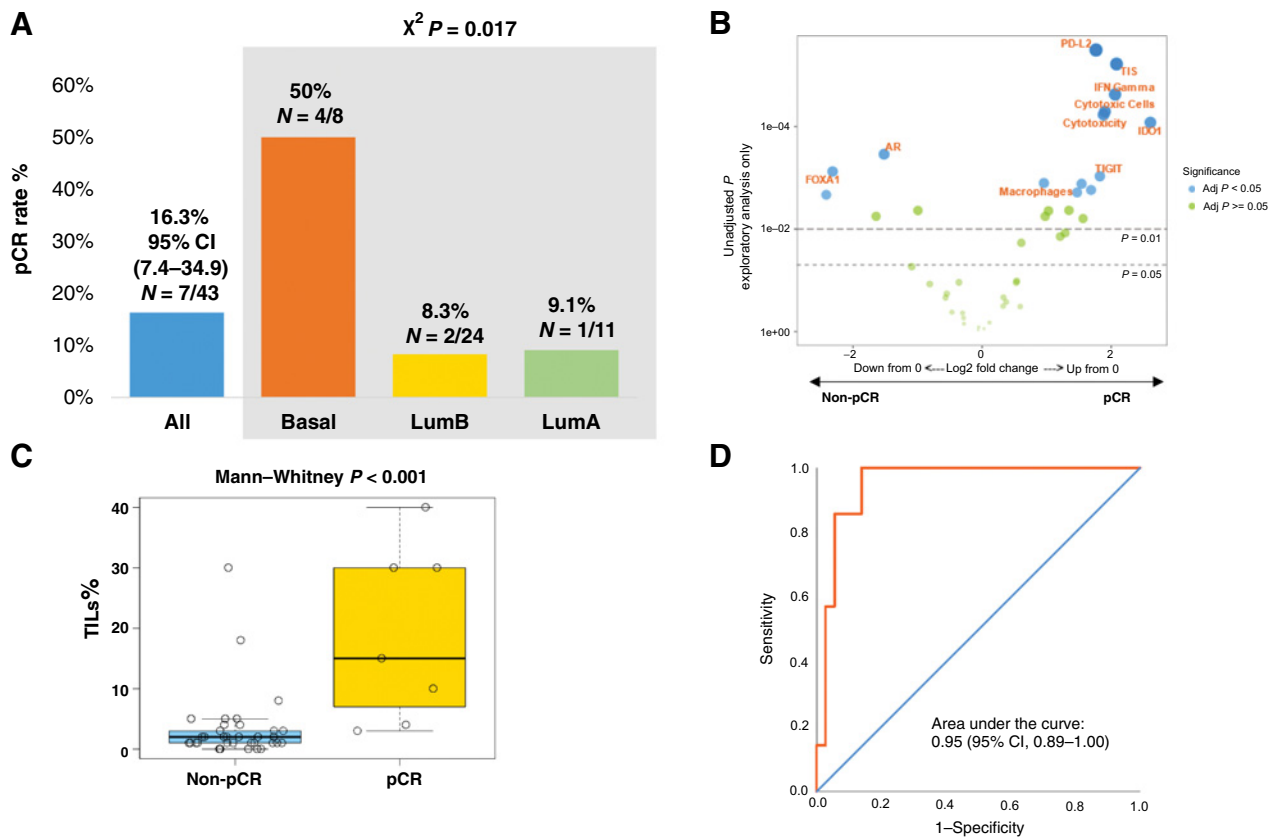 A
X² P = 0.017
pCR rate %
60%
50%
40%
30%
20%
10%
0%
16.3%
95% CI
(7.4–34.9)
N = 7/43
50%
N = 4/8
8.3%
N = 2/24
9.1%
N = 1/11
All
Basal
LumB
LumA
B
Unadjusted P
exploratory analysis only
1e–04
1e–02
1e+00
PD-L2
TIS
IFN Gamma
Cytotoxic Cells
Cytotoxicity
IDO1
AR
FOXA1
TIGIT
Macrophages
P = 0.01
P = 0.05
–2
0
2
Down from 0
Log2 fold change
Up from 0
Non-pCR
pCR
Significance
Adj P < 0.05
Adj P >= 0.05
C
Mann–Whitney P < 0.001
TILs%
40
30
20
10
0
Non-pCR
pCR
D
Sensitivity
1.0
0.8
0.6
0.4
0.2
0.0
Area under the curve:
0.95 (95% CI, 0.89–1.00)
0.0
0.2
0.4
0.6
0.8
1.0
1–Specificity